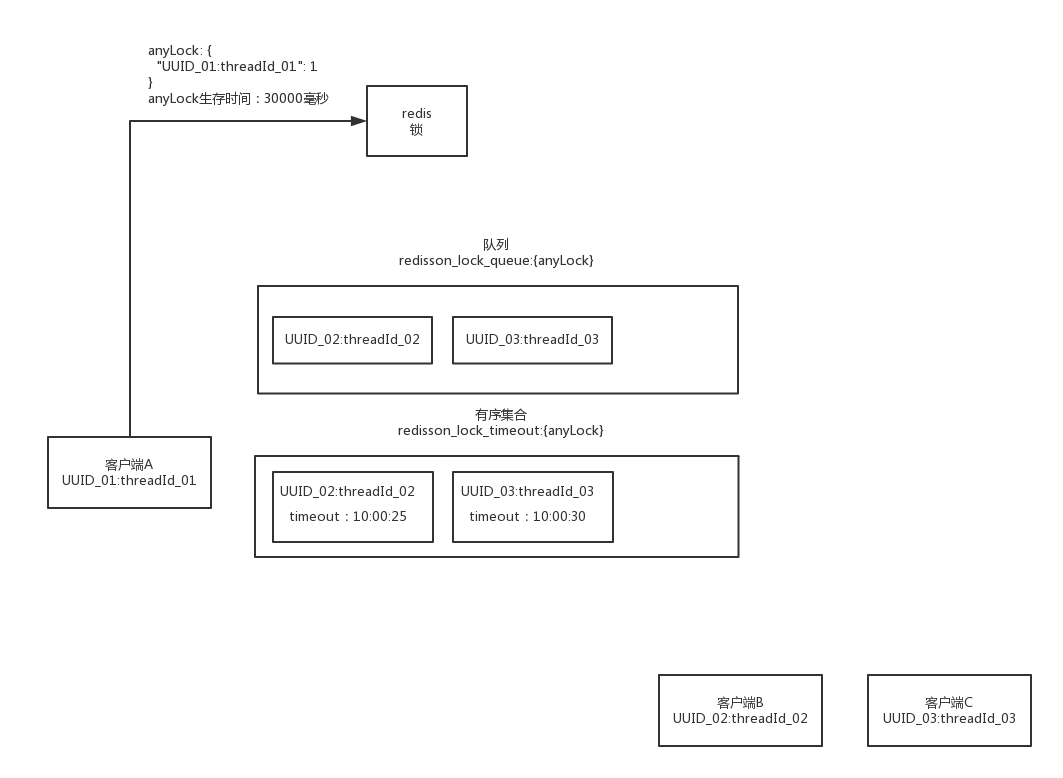 anyLock: {
"UUID_01:threadId_01": 1
}
anyLock生存时间：30000毫秒
redis
锁
队列
redisson_lock_queue:{anyLock}
UUID_02:threadId_02
UUID_03:threadId_03
有序集合
redisson_lock_timeout:{anyLock}
客户端A
UUID_01:threadId_01
UUID_02:threadId_02
timeout：10:00:25
UUID_03:threadId_03
timeout：10:00:30
客户端B
UUID_02:threadId_02
客户端C
UUID_03:threadId_03